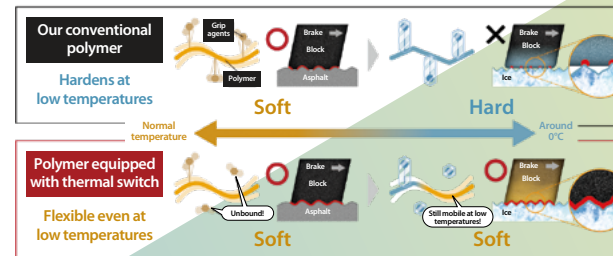 Our conventional
polymer
Hardens at
low temperatures
Grip
agents
Polymer
Brake
Block
Asphalt
Soft
Brake
Block
Ice
Hard
Normal
temperature
Around
0°C
Polymer equipped
with thermal switch
Flexible even at
low temperatures
Unbound!
Brake
Block
Asphalt
Soft
Still mobile at low
temperatures!
Brake
Block
Ice
Soft